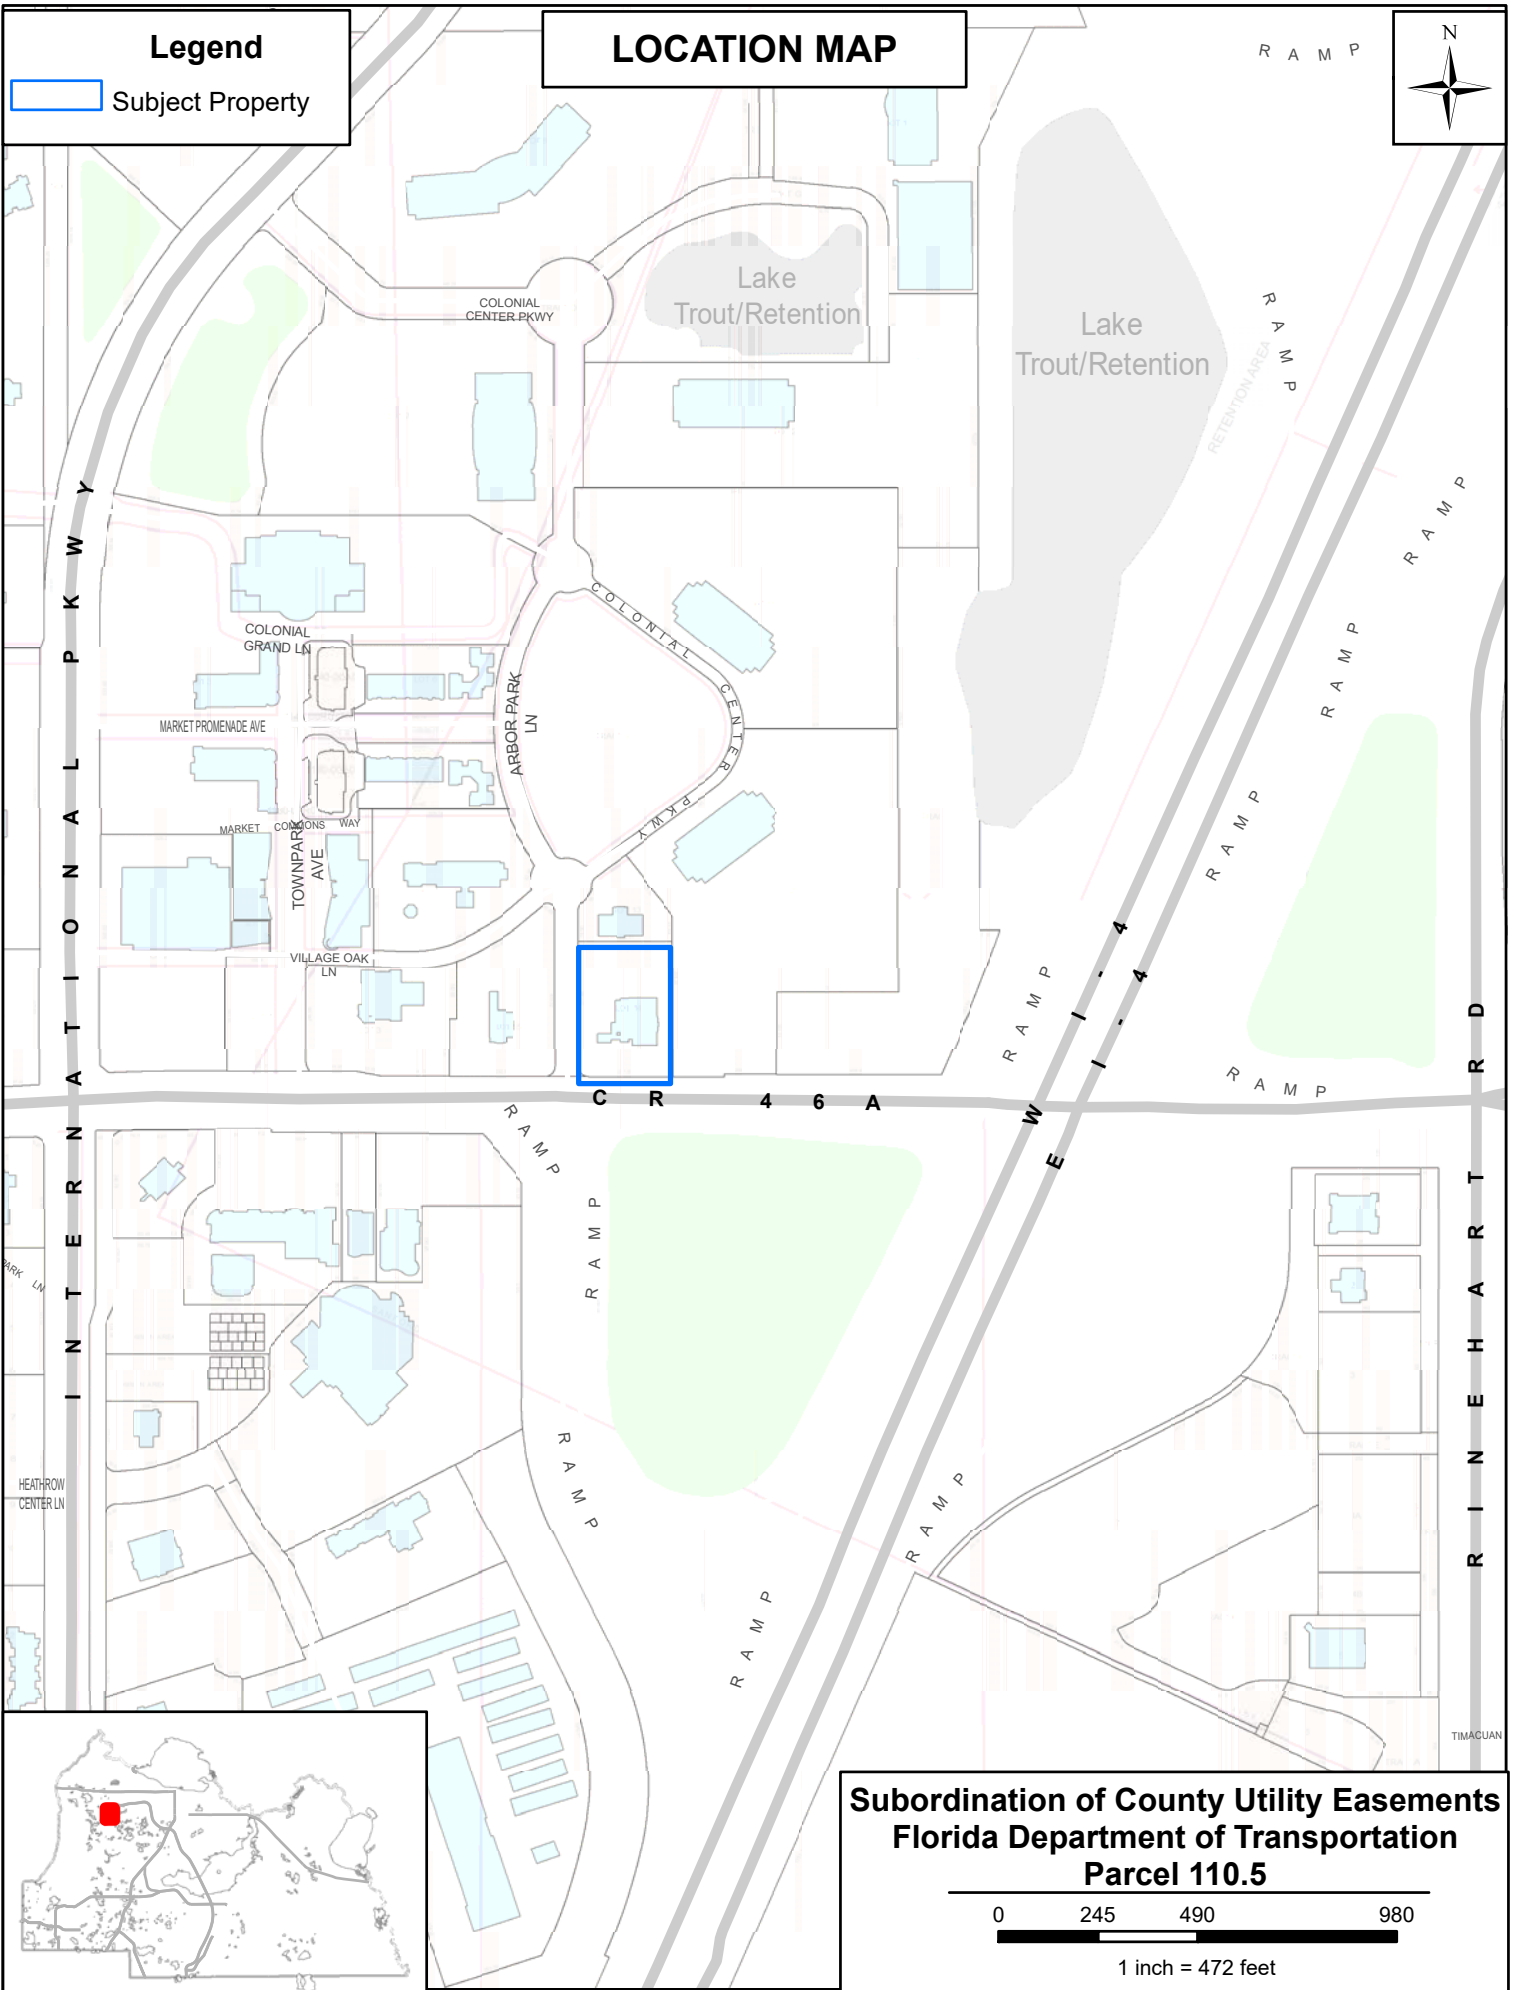 Legend
Subject Property
LOCATION MAP
N
RAMP
COLONIAL
CENTER PKWY
Lake
Trout/Retention
Lake
Trout/Retention
RETENTION AREA
RAMP
RAMP
RAMP
RAMP
RAMP
RAMP
INTERNATIONAL PKWY
COLONIAL
GRAND LN
MARKET PROMENADE AVE
ARBOR PARK
LN
COLONIAL CENTER PKWY
MARKET COMMONS WAY
TOWNPARK
AVE
VILLAGE OAK
LN
W I-4
E I-4
CR 46A
RINEHART RD
RAMP
RAMP
RAMP
RAMP
RAMP
PARK LN
HEATHROW
CENTER LN
TIMACUAN
Subordination of County Utility Easements
Florida Department of Transportation
Parcel 110.5
0 245 490 980
1 inch = 472 feet